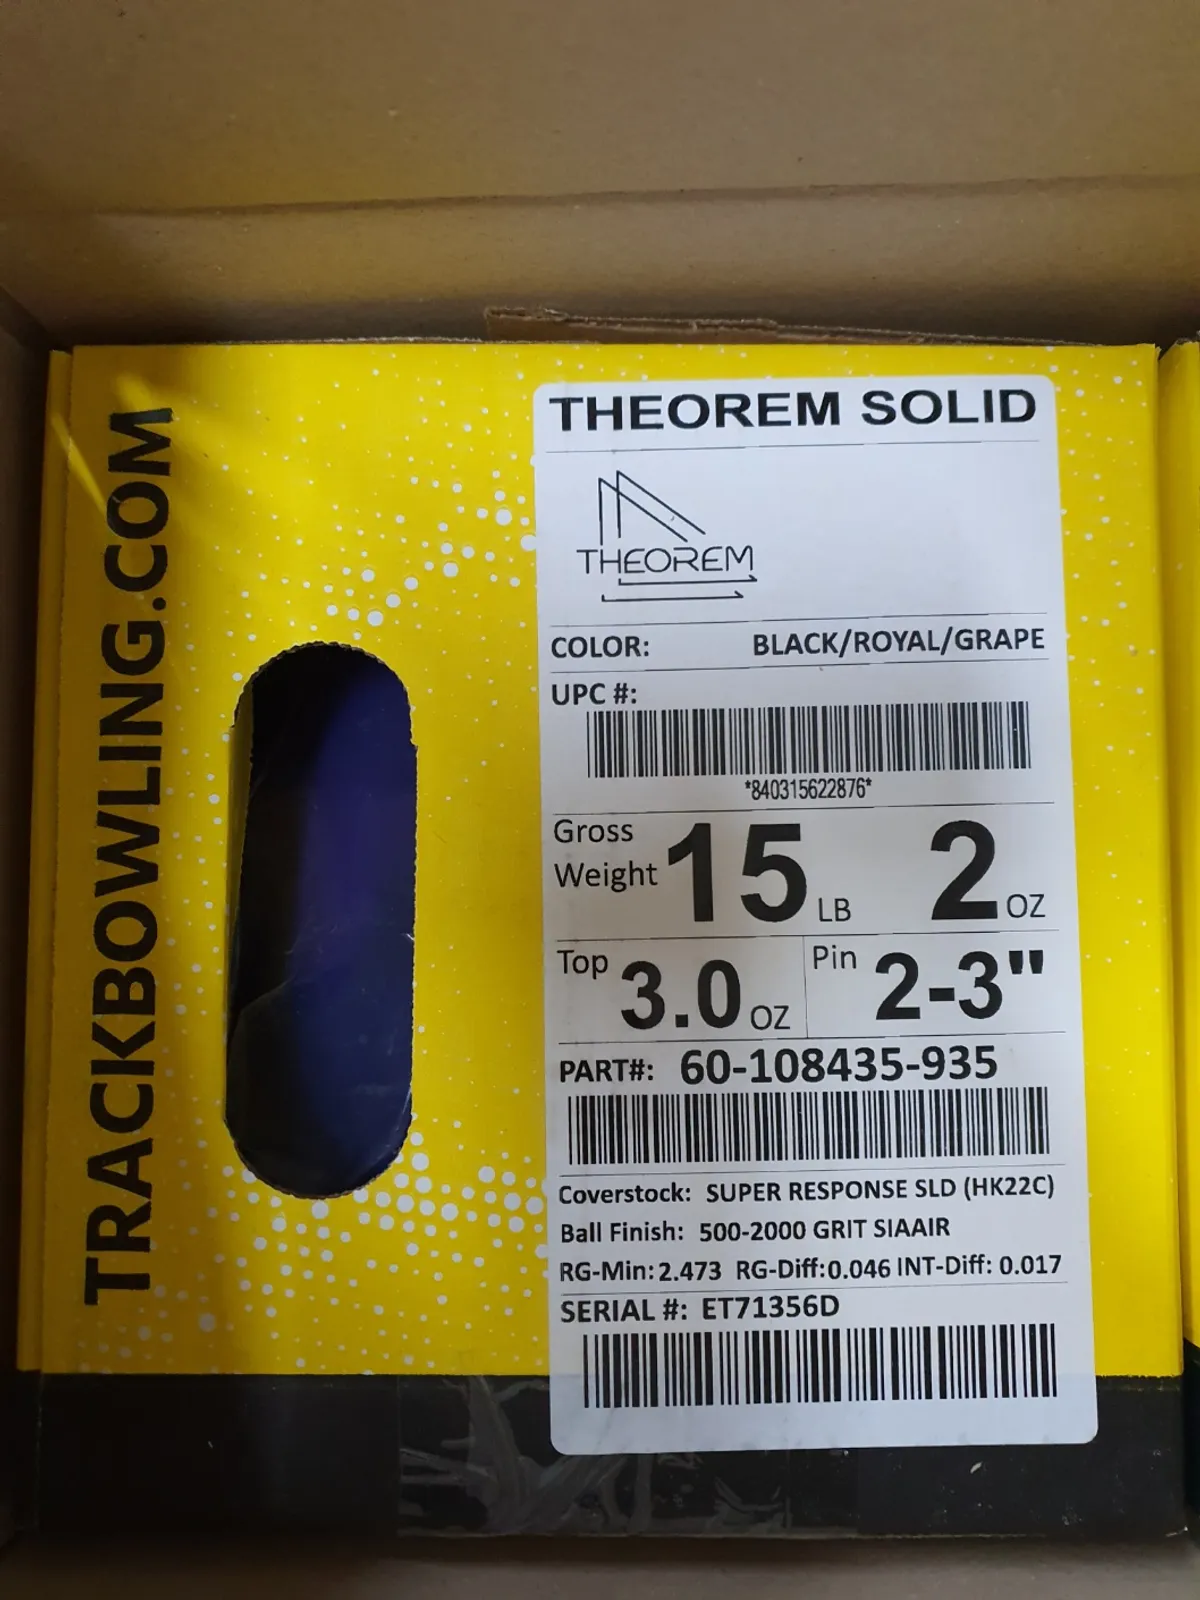 TRACKBOWLING.COM
THEOREM SOLID
THEOREM
COLOR: BLACK/ROYAL/GRAPE
UPC #:
*840315622876*
Gross Weight 15 LB 2 OZ
Top 3.0 OZ Pin 2-3"
PART#: 60-108435-935
Coverstock: SUPER RESPONSE SLD (HK22C)
Ball Finish: 500-2000 GRIT SIAAIR
RG-Min: 2.473 RG-Diff:0.046 INT-Diff: 0.017
SERIAL #: ET71356D